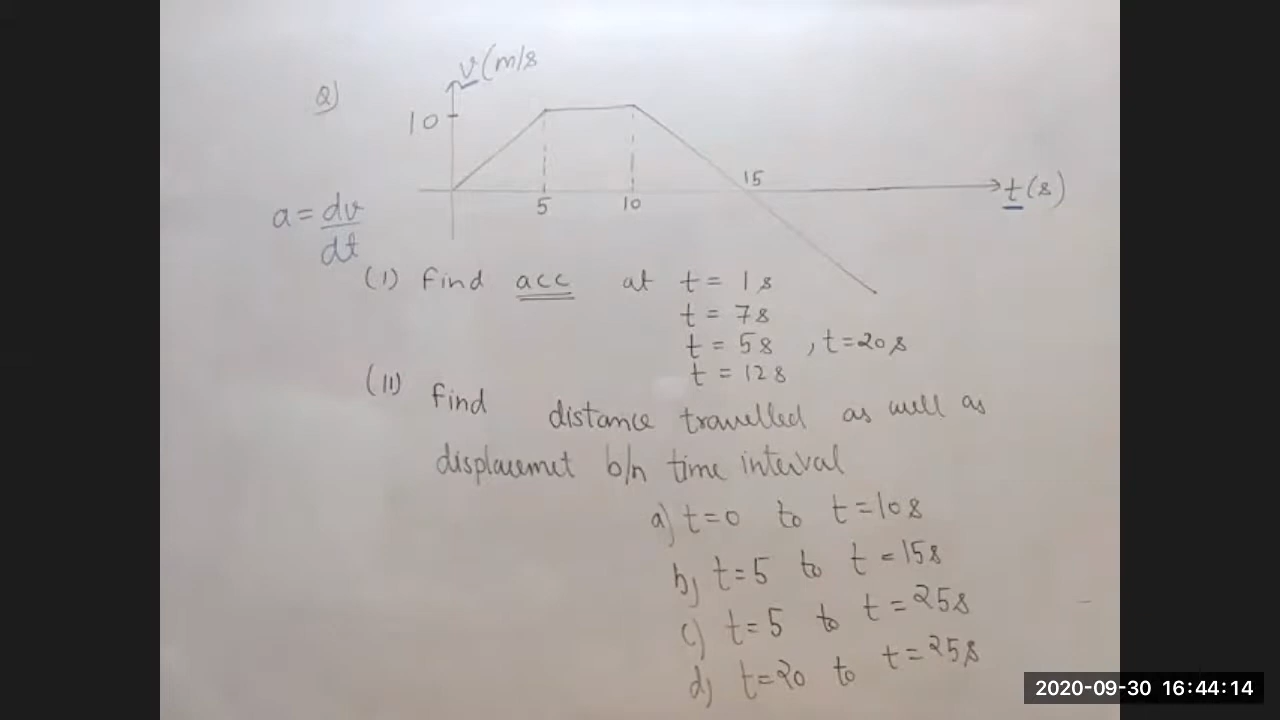 v(m/s
Q)
10
15
t(s)
5 10
a = dv/dt
(I) Find acc at t = 1s
t = 7s
t = 5s , t=20s
t = 12s
(II) Find distance travelled as well as
displacemet b/n time interval
a) t=0 to t=10s
b) t=5 to t=15s
c) t=5 to t=25s
d) t=20 to t=25s
2020-09-30 16:44:14